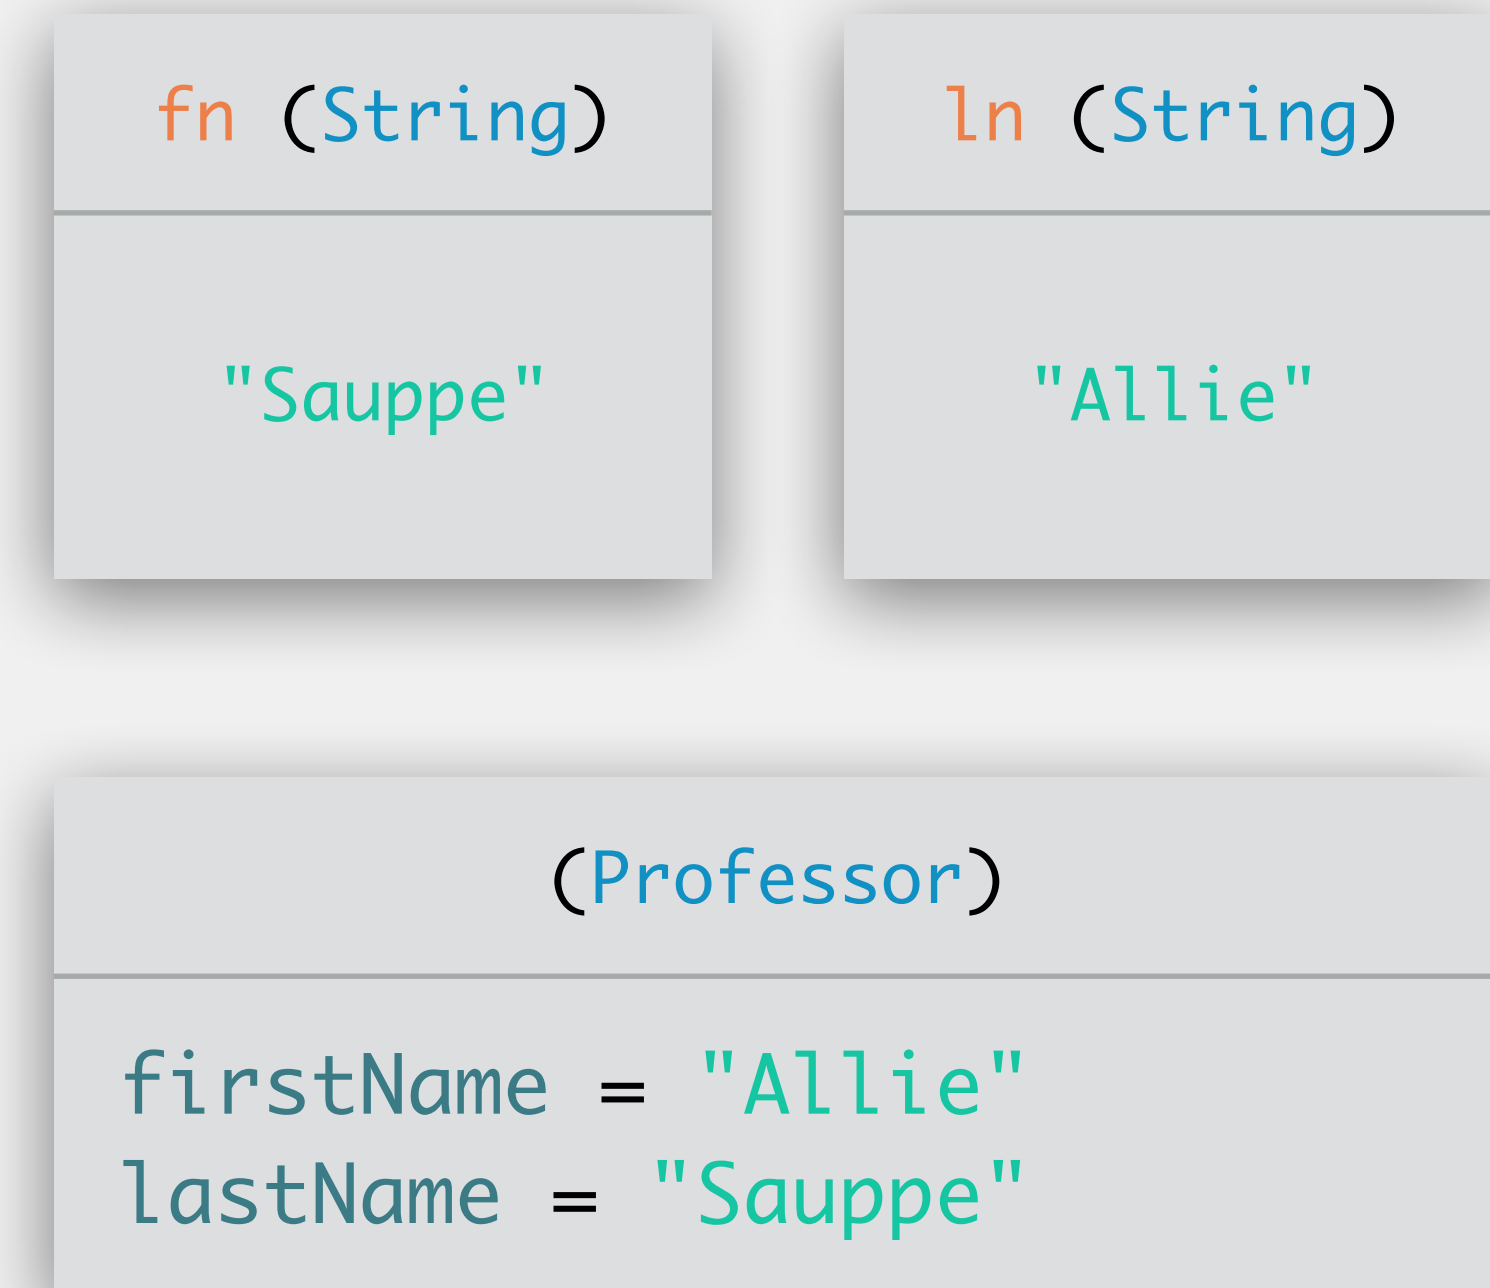 fn (String)
ln (String)
"Sauppe"
"Allie"
(Professor)
firstName = "Allie"
lastName = "Sauppe"